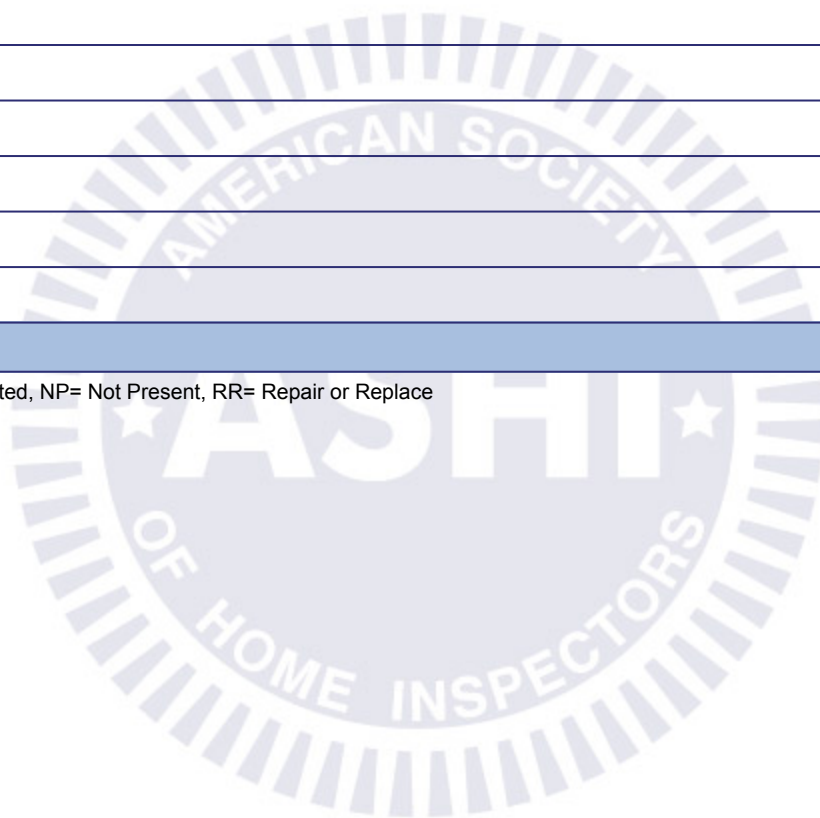 AMERICAN SOCIETY
ted, NP= Not Present, RR= Repair or Replace
ASHI
OF HOME INSPECTORS